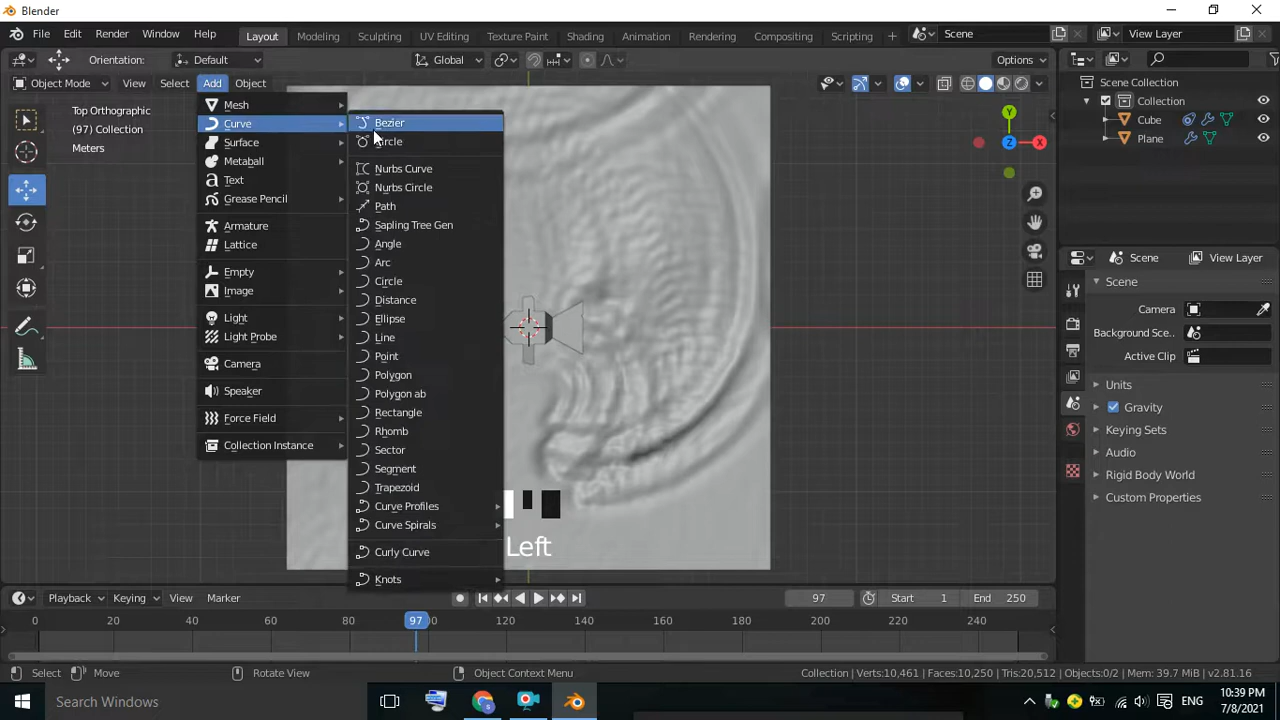 Blender
File Edit Render Window Help Layout Modeling Sculpting UV Editing Texture Paint Shading Animation Rendering Compositing Scripting + Scene View Layer
Orientation: Default Global Options
Object Mode View Select Add Object
Top Orthographic
(97) Collection
Meters
Mesh
Curve
Surface
Metaball
Text
Grease Pencil
Armature
Lattice
Empty
Image
Light
Light Probe
Camera
Speaker
Force Field
Collection Instance
Bezier
Circle
Nurbs Curve
Nurbs Circle
Path
Sapling Tree Gen
Angle
Arc
Circle
Distance
Ellipse
Line
Point
Polygon
Polygon ab
Rectangle
Rhomb
Sector
Segment
Trapezoid
Curve Profiles
Curve Spirals
Curly Curve
Knots
Left
Z
X
Scene Collection
Collection
Cube
Plane
Scene View Layer
Scene
Camera
Background Sce..
Active Clip
Units
Gravity
Keying Sets
Audio
Rigid Body World
Custom Properties
Playback Keying View Marker 97 Start 1 End 250
0 20 40 60 80 97 00 120 140 160 180 200 220 240
Select Move Rotate View Object Context Menu Collection | Verts:10,461 | Faces:10,250 | Tris:20,512 | Objects:0/2 | Mem: 39.7 MiB | v2.81.16
Search Windows ENG
10:39 PM
7/8/2021